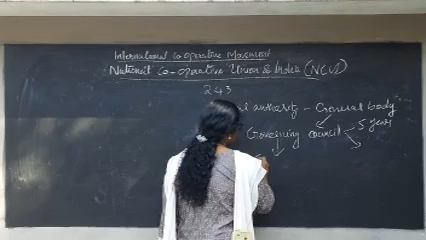 International Co-operative Movement
National Co-operative Union of India (NCUI)
243
authority - General body
Governing council - 5 years